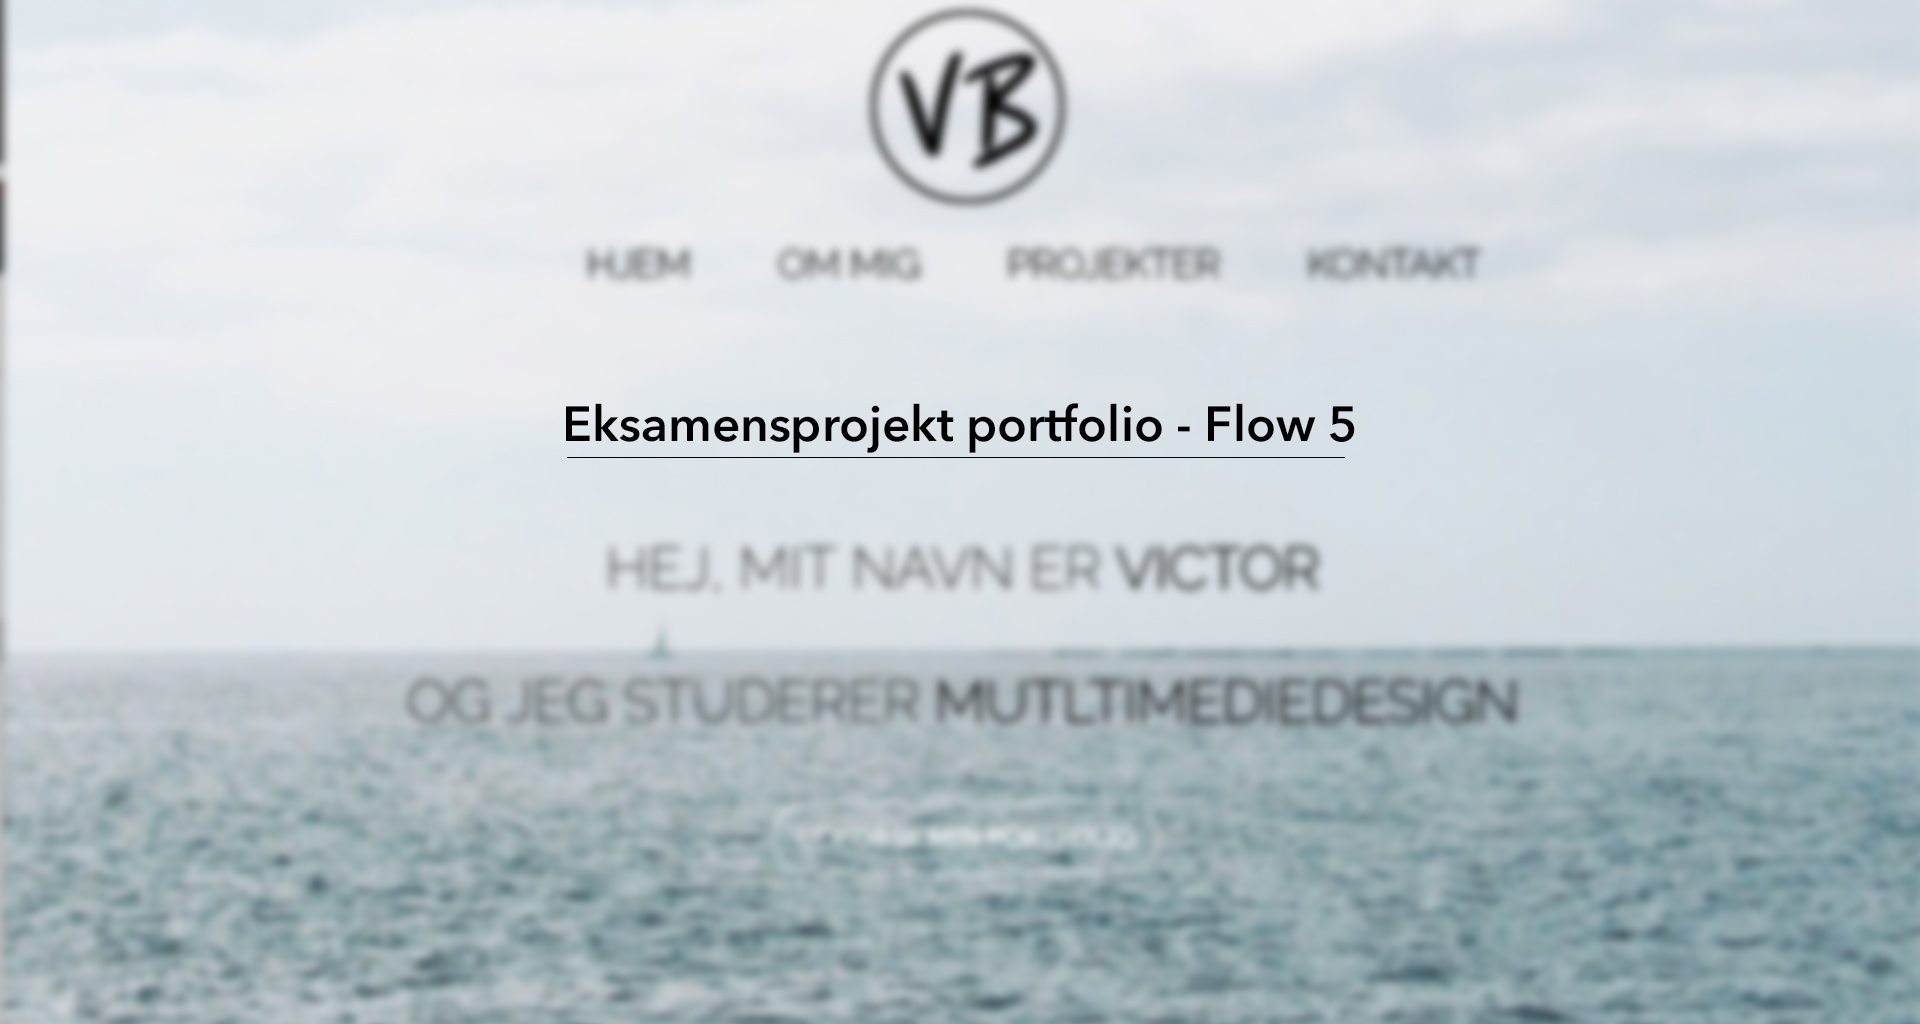 VB
HJEM OM MIG PROJEKTER KONTAKT
Eksamensprojekt portfolio - Flow 5
HEJ, MIT NAVN ER VICTOR
OG JEG STUDERER MUTLTIMEDIEDESIGN